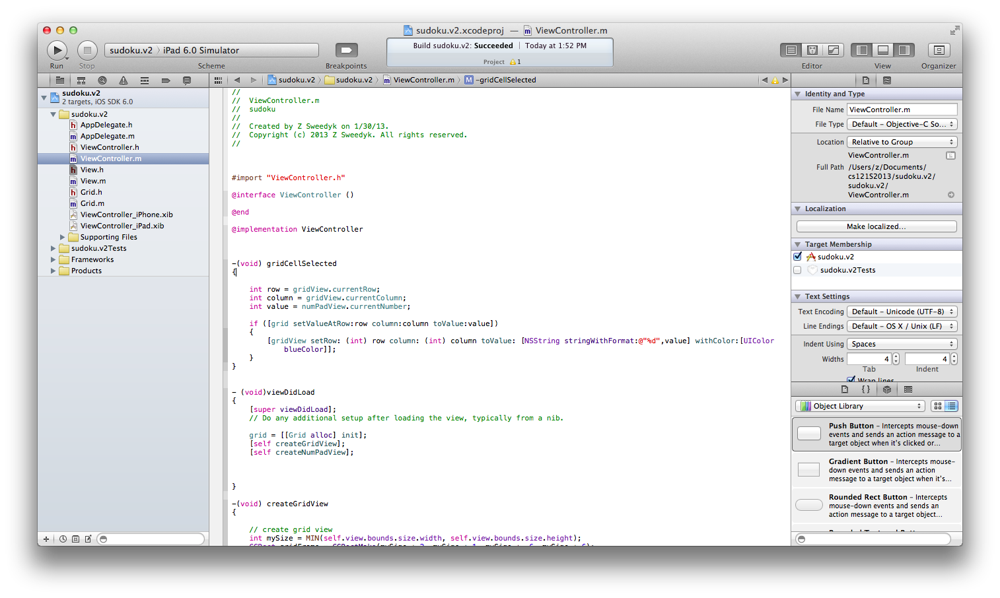 sudoku.v2.xcodeproj — ViewController.m
Run
Stop
sudoku.v2 〉 iPad 6.0 Simulator
Scheme
Breakpoints
Build sudoku.v2: Succeeded | Today at 1:52 PM
Project 1
Editor
View
Organizer
sudoku.v2
2 targets, iOS SDK 6.0
sudoku.v2
AppDelegate.h
AppDelegate.m
ViewController.h
ViewController.m
View.h
View.m
Grid.h
Grid.m
ViewController_iPhone.xib
ViewController_iPad.xib
Supporting Files
sudoku.v2Tests
Frameworks
Products
sudoku.v2 〉 sudoku.v2 〉 ViewController.m 〉 M -gridCellSelected
//
//  ViewController.m
//  sudoku
//
//  Created by Z Sweedyk on 1/30/13.
//  Copyright (c) 2013 Z Sweedyk. All rights reserved.
//
#import "ViewController.h"
@interface ViewController ()
@end
@implementation ViewController
-(void) gridCellSelected
{
    int row = gridView.currentRow;
    int column = gridView.currentColumn;
    int value = numPadView.currentNumber;
    if ([grid setValueAtRow:row column:column toValue:value])
    {
        [gridView setRow: (int) row column: (int) column toValue: [NSString stringWithFormat:@"%d",value] withColor:[UIColor
            blueColor]];
    }
}
- (void)viewDidLoad
{
    [super viewDidLoad];
    // Do any additional setup after loading the view, typically from a nib.
    grid = [[Grid alloc] init];
    [self createGridView];
    [self createNumPadView];
}
-(void) createGridView
{
    // create grid view
    int mySize = MIN(self.view.bounds.size.width, self.view.bounds.size.height);
Identity and Type
File Name ViewController.m
File Type Default - Objective-C So...
Location Relative to Group
ViewController.m
Full Path /Users/z/Documents/
cs121S2013/sudoku.v2/
sudoku.v2/
ViewController.m
Localization
Make localized...
Target Membership
sudoku.v2
sudoku.v2Tests
Text Settings
Text Encoding Default - Unicode (UTF-8)
Line Endings Default - OS X / Unix (LF)
Indent Using Spaces
Widths 4 4
Tab Indent
Wrap lines
{ }
Object Library
Push Button - Intercepts mouse-down
events and sends an action message to a
target object when it's clicked or...
Gradient Button - Intercepts mouse-
down events and sends an action
message to a target object when it's...
Rounded Rect Button - Intercepts
mouse-down events and sends an
action message to a target object...